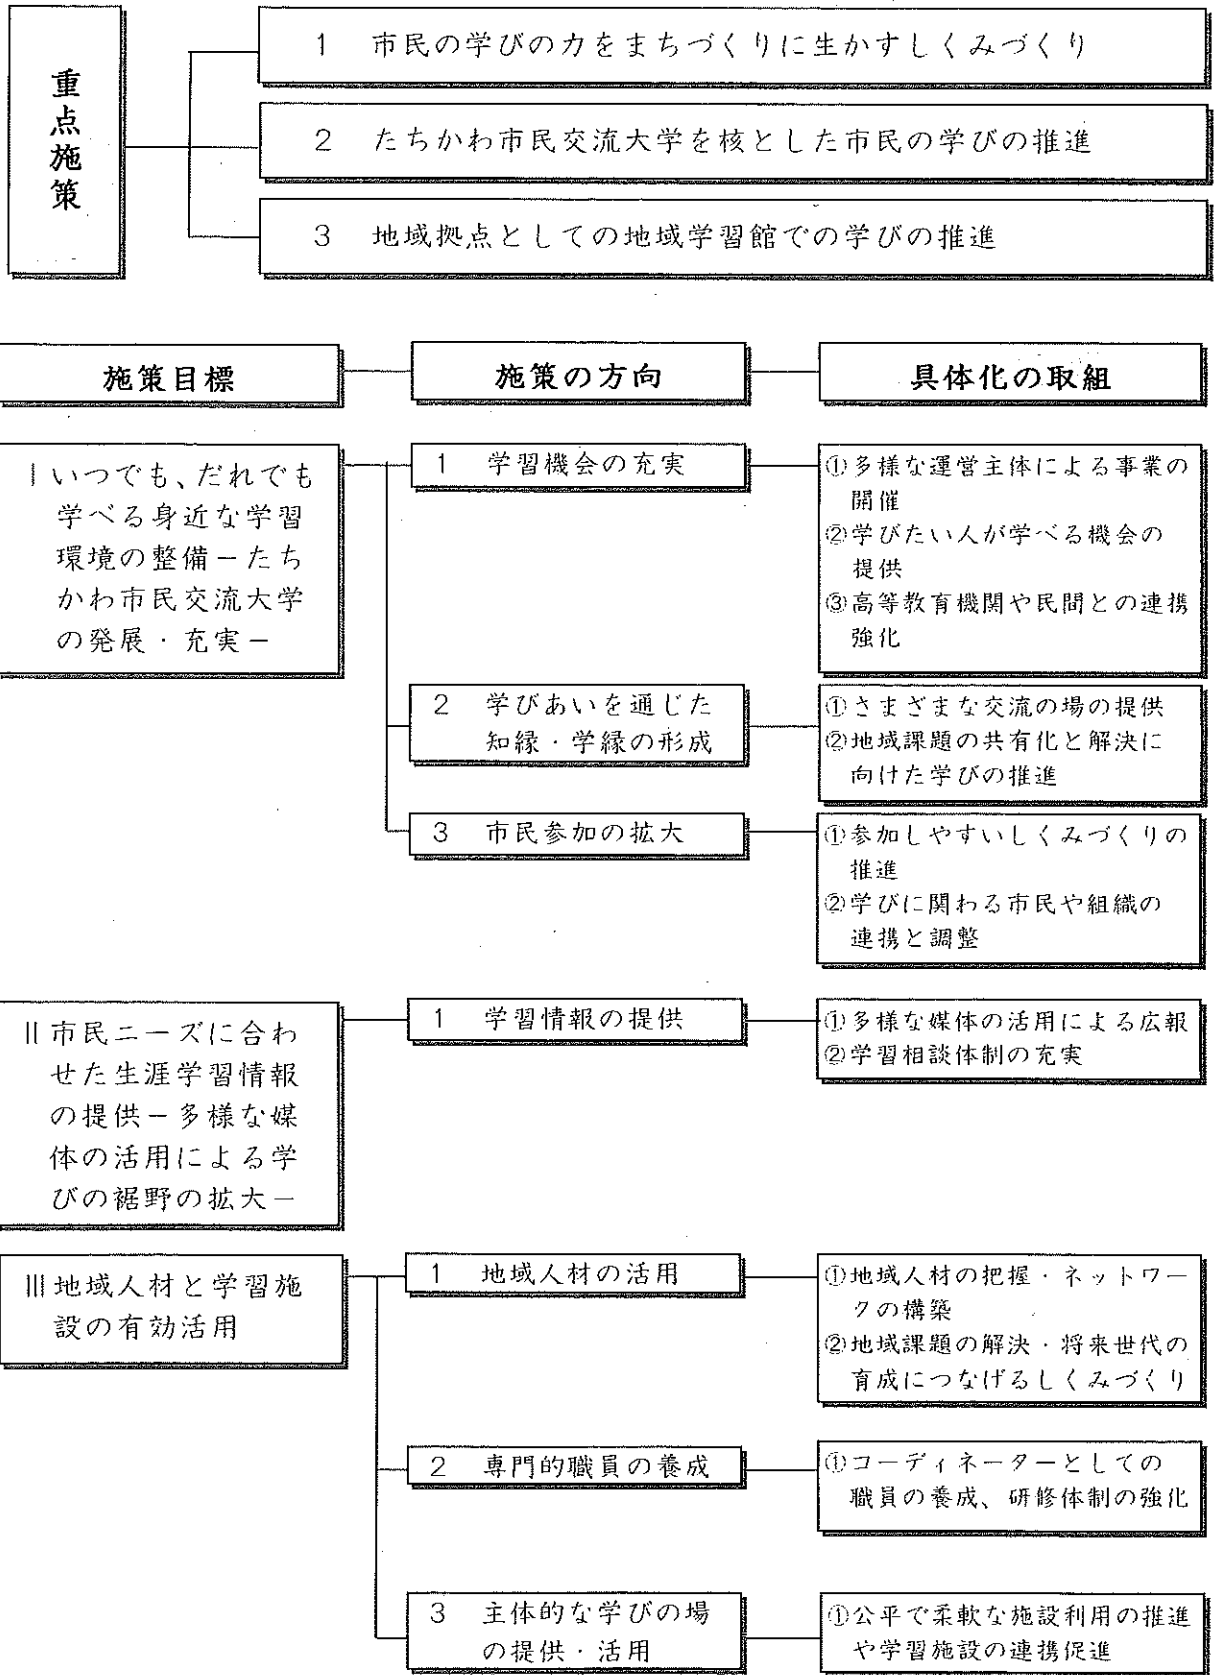 重点施策
1 市民の学びの力をまちづくりに生かすしくみづくり
2 たちかわ市民交流大学を核とした市民の学びの推進
3 地域拠点としての地域学習館での学びの推進
施策目標
施策の方向
具体化の取組
Ⅰいつでも、だれでも
学べる身近な学習
環境の整備－たち
かわ市民交流大学
の発展・充実－
1 学習機会の充実
①多様な運営主体による事業の
開催
②学びたい人が学べる機会の
提供
③高等教育機関や民間との連携
強化
2 学びあいを通じた
知縁・学縁の形成
①さまざまな交流の場の提供
②地域課題の共有化と解決に
向けた学びの推進
3 市民参加の拡大
①参加しやすいしくみづくりの
推進
②学びに関わる市民や組織の
連携と調整
Ⅱ市民ニーズに合わ
せた生涯学習情報
の提供－多様な媒
体の活用による学
びの裾野の拡大－
1 学習情報の提供
①多様な媒体の活用による広報
②学習相談体制の充実
Ⅲ地域人材と学習施
設の有効活用
1 地域人材の活用
①地域人材の把握・ネットワー
クの構築
②地域課題の解決・将来世代の
育成につなげるしくみづくり
2 専門的職員の養成
①コーディネーターとしての
職員の養成、研修体制の強化
3 主体的な学びの場
の提供・活用
①公平で柔軟な施設利用の推進
や学習施設の連携促進